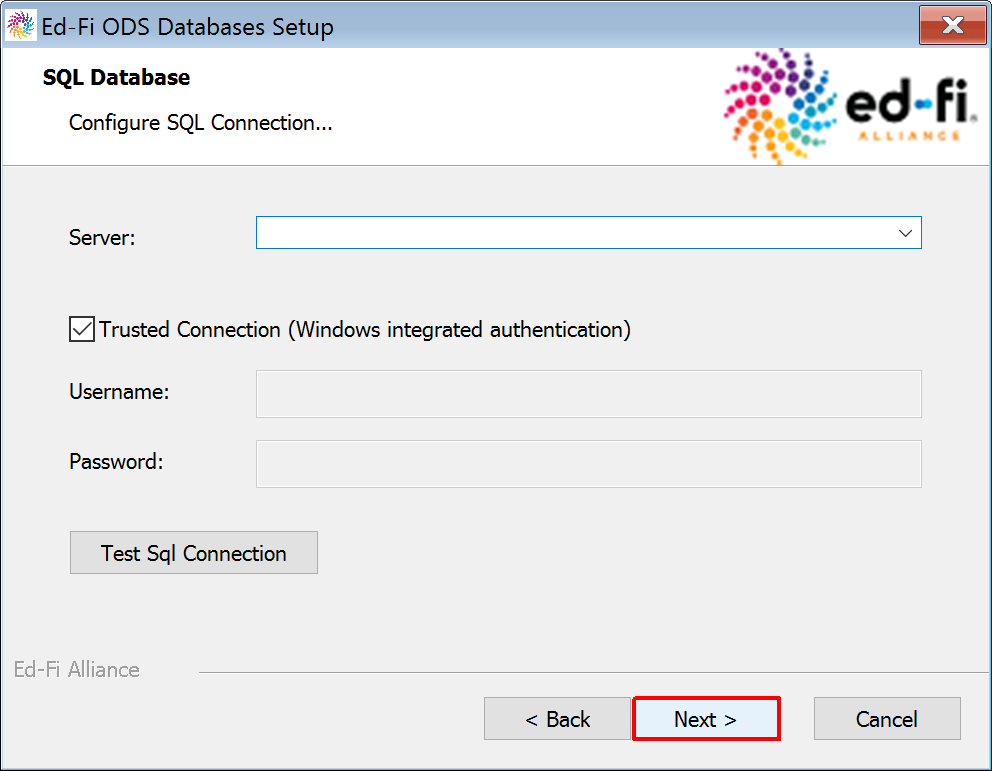 Ed-Fi ODS Databases Setup
SQL Database
Configure SQL Connection...
ed-fi®
ALLIANCE
Server:
Trusted Connection (Windows integrated authentication)
Username:
Password:
Test Sql Connection
Ed-Fi Alliance
< Back
Next >
Cancel